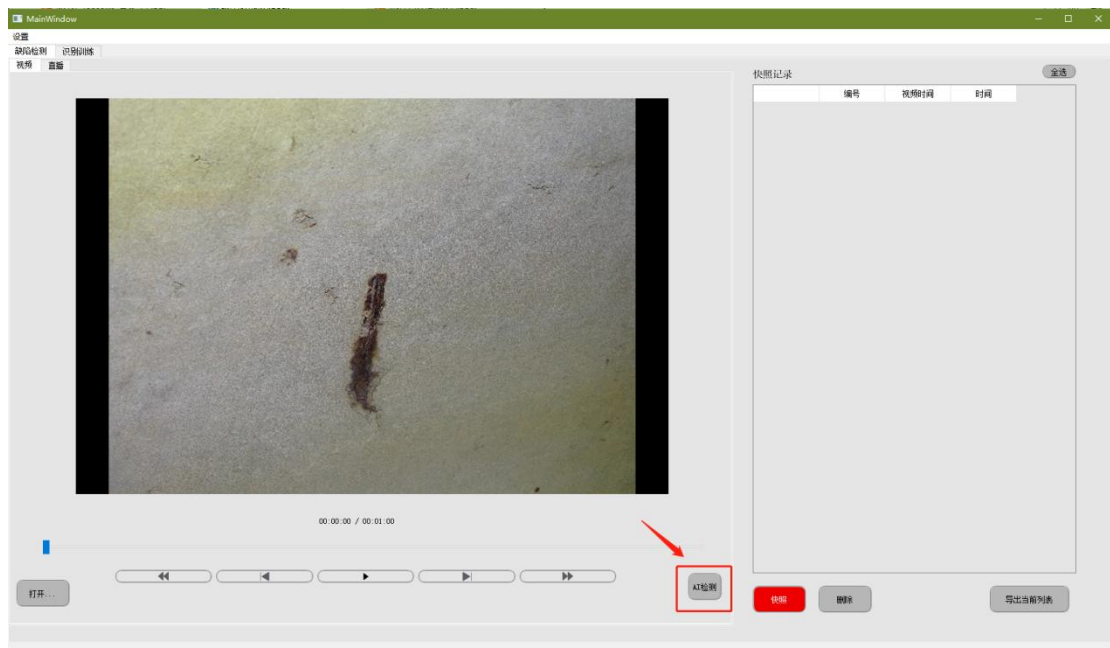 MainWindow
设置
缺陷检测 识别训练
视频 直播
快照记录 全选
编号 视频时间 时间
00:00:00 / 00:01:00
打开...
AI检测
快照 删除 导出当前列表